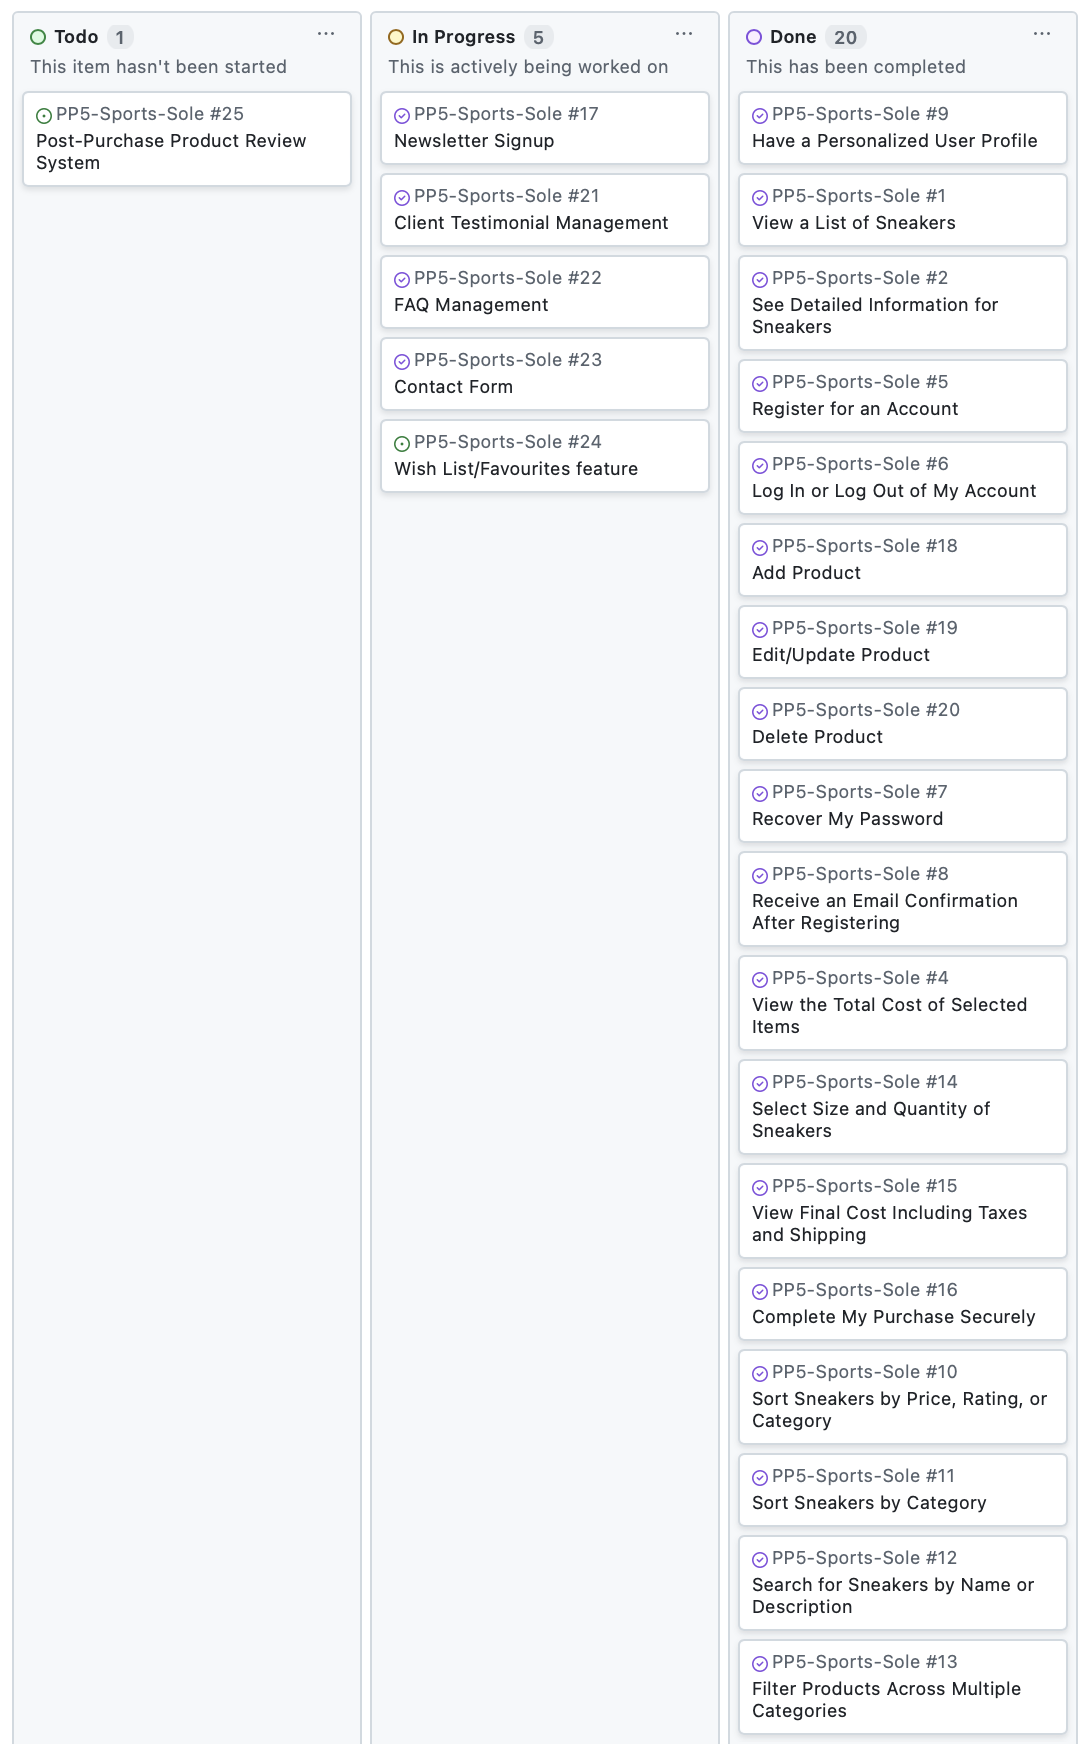 Todo 1
This item hasn't been started
PP5-Sports-Sole #25
Post-Purchase Product Review
System
In Progress 5
This is actively being worked on
PP5-Sports-Sole #17
Newsletter Signup
PP5-Sports-Sole #21
Client Testimonial Management
PP5-Sports-Sole #22
FAQ Management
PP5-Sports-Sole #23
Contact Form
PP5-Sports-Sole #24
Wish List/Favourites feature
Done 20
This has been completed
PP5-Sports-Sole #9
Have a Personalized User Profile
PP5-Sports-Sole #1
View a List of Sneakers
PP5-Sports-Sole #2
See Detailed Information for
Sneakers
PP5-Sports-Sole #5
Register for an Account
PP5-Sports-Sole #6
Log In or Log Out of My Account
PP5-Sports-Sole #18
Add Product
PP5-Sports-Sole #19
Edit/Update Product
PP5-Sports-Sole #20
Delete Product
PP5-Sports-Sole #7
Recover My Password
PP5-Sports-Sole #8
Receive an Email Confirmation
After Registering
PP5-Sports-Sole #4
View the Total Cost of Selected
Items
PP5-Sports-Sole #14
Select Size and Quantity of
Sneakers
PP5-Sports-Sole #15
View Final Cost Including Taxes
and Shipping
PP5-Sports-Sole #16
Complete My Purchase Securely
PP5-Sports-Sole #10
Sort Sneakers by Price, Rating, or
Category
PP5-Sports-Sole #11
Sort Sneakers by Category
PP5-Sports-Sole #12
Search for Sneakers by Name or
Description
PP5-Sports-Sole #13
Filter Products Across Multiple
Categories